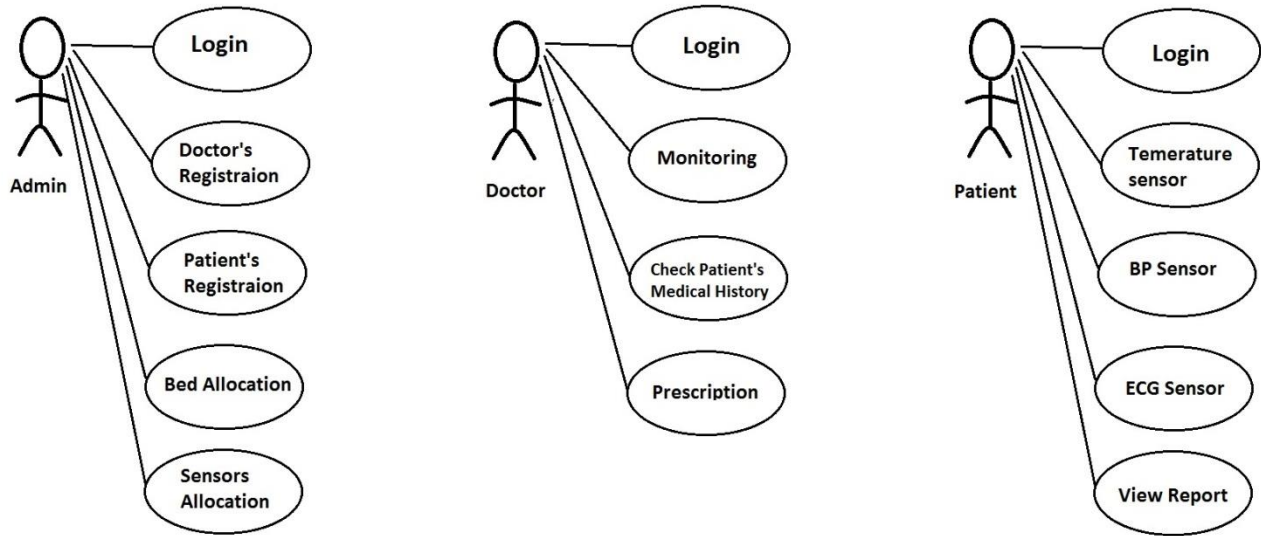 Login
Doctor's
Registraion
Admin
Patient's
Registraion
Bed Allocation
Sensors
Allocation
Login
Monitoring
Doctor
Check Patient's
Medical History
Prescription
Login
Temerature
sensor
Patient
BP Sensor
ECG Sensor
View Report